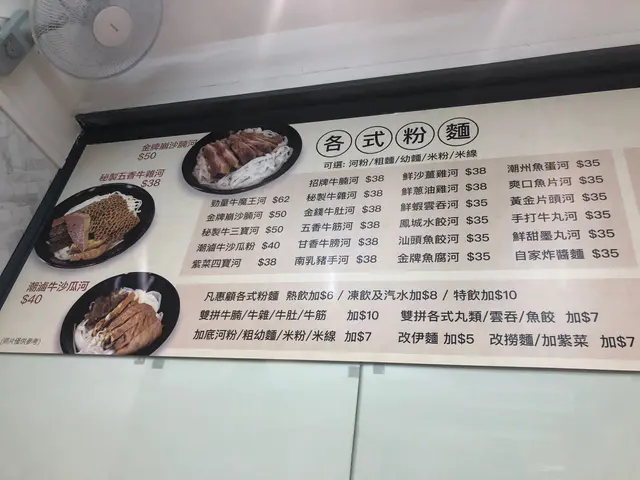 金牌崩沙腩河
$50
秘製五香牛雜河
$38
潮滷牛沙瓜河
$40
(照片僅供參考)
各式粉麵
可選: 河粉/粗麵/幼麵/米粉/米線
勁量牛魔王河 $62
金牌崩沙腩河 $50
秘製牛三寶河 $50
潮滷牛沙瓜粉 $40
紫菜四寶河 $38
招牌牛腩河 $38
秘製牛雜河 $38
金錢牛肚河 $38
五香牛筋河 $38
甘香牛膀河 $38
南乳豬手河 $38
鮮沙薑雞河 $38
鮮蔥油雞河 $38
鮮蝦雲吞河 $35
鳳城水餃河 $35
汕頭魚餃河 $35
金牌魚腐河 $35
潮州魚蛋河 $35
爽口魚片河 $35
黃金片頭河 $35
手打牛丸河 $35
鮮甜墨丸河 $35
自家炸醬麵 $35
凡惠顧各式粉麵 熱飲加$6 / 凍飲及汽水加$8 / 特飲加$10
雙拼牛腩/牛雜/牛肚/牛筋 加$10 雙拼各式丸類/雲吞/魚餃 加$7
加底河粉/粗幼麵/米粉/米線 加$7 改伊麵 加$5 改撈麵/加紫菜 加$7